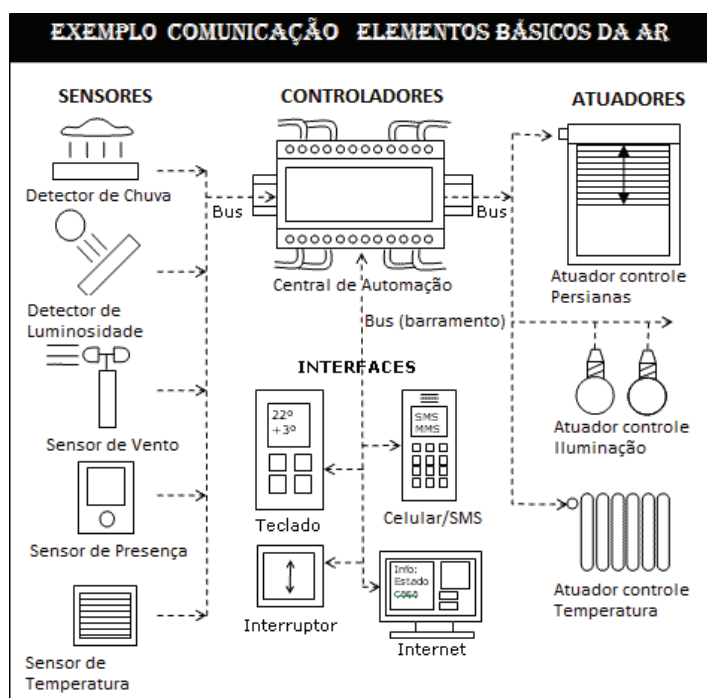 EXEMPLO COMUNICAÇÃO ELEMENTOS BÁSICOS DA AR
SENSORES
Detector de Chuva
Detector de
Luminosidade
Sensor de Vento
Sensor de Presença
Sensor de
Temperatura
CONTROLADORES
Bus
Bus
Central de Automação
Bus (barramento)
INTERFACES
22º
+3º
Teclado
SMS
MMS
Celular/SMS
Interruptor
Info:
Estado
Internet
ATUADORES
Atuador controle
Persianas
Atuador controle
Iluminação
Atuador controle
Temperatura